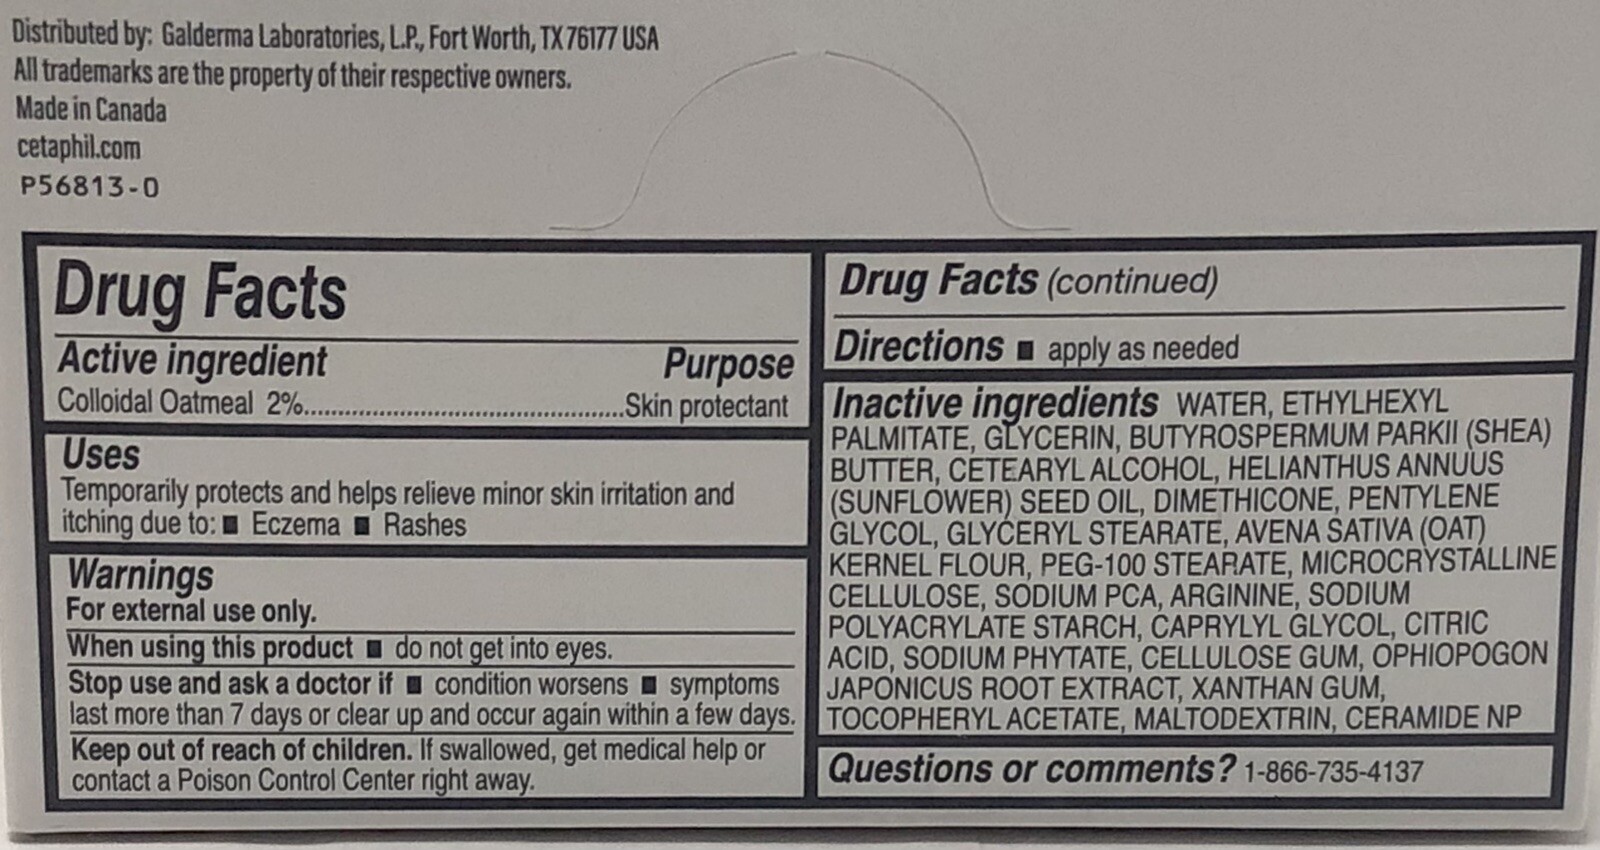 Distributed by: Galderma Laboratories, L.P., Fort Worth, TX 76177 USA
All trademarks are the property of their respective owners.
Made in Canada
cetaphil.com
P56813-0
Drug Facts
Active ingredient Purpose
Colloidal Oatmeal 2%................................................Skin protectant
Uses
Temporarily protects and helps relieve minor skin irritation and
itching due to: ■ Eczema ■ Rashes
Warnings
For external use only.
When using this product ■ do not get into eyes.
Stop use and ask a doctor if ■ condition worsens ■ symptoms
last more than 7 days or clear up and occur again within a few days.
Keep out of reach of children. If swallowed, get medical help or
contact a Poison Control Center right away.
Drug Facts (continued)
Directions ■ apply as needed
Inactive ingredients WATER, ETHYLHEXYL
PALMITATE, GLYCERIN, BUTYROSPERMUM PARKII (SHEA)
BUTTER, CETEARYL ALCOHOL, HELIANTHUS ANNUUS
(SUNFLOWER) SEED OIL, DIMETHICONE, PENTYLENE
GLYCOL, GLYCERYL STEARATE, AVENA SATIVA (OAT)
KERNEL FLOUR, PEG-100 STEARATE, MICROCRYSTALLINE
CELLULOSE, SODIUM PCA, ARGININE, SODIUM
POLYACRYLATE STARCH, CAPRYLYL GLYCOL, CITRIC
ACID, SODIUM PHYTATE, CELLULOSE GUM, OPHIOPOGON
JAPONICUS ROOT EXTRACT, XANTHAN GUM,
TOCOPHERYL ACETATE, MALTODEXTRIN, CERAMIDE NP
Questions or comments? 1-866-735-4137